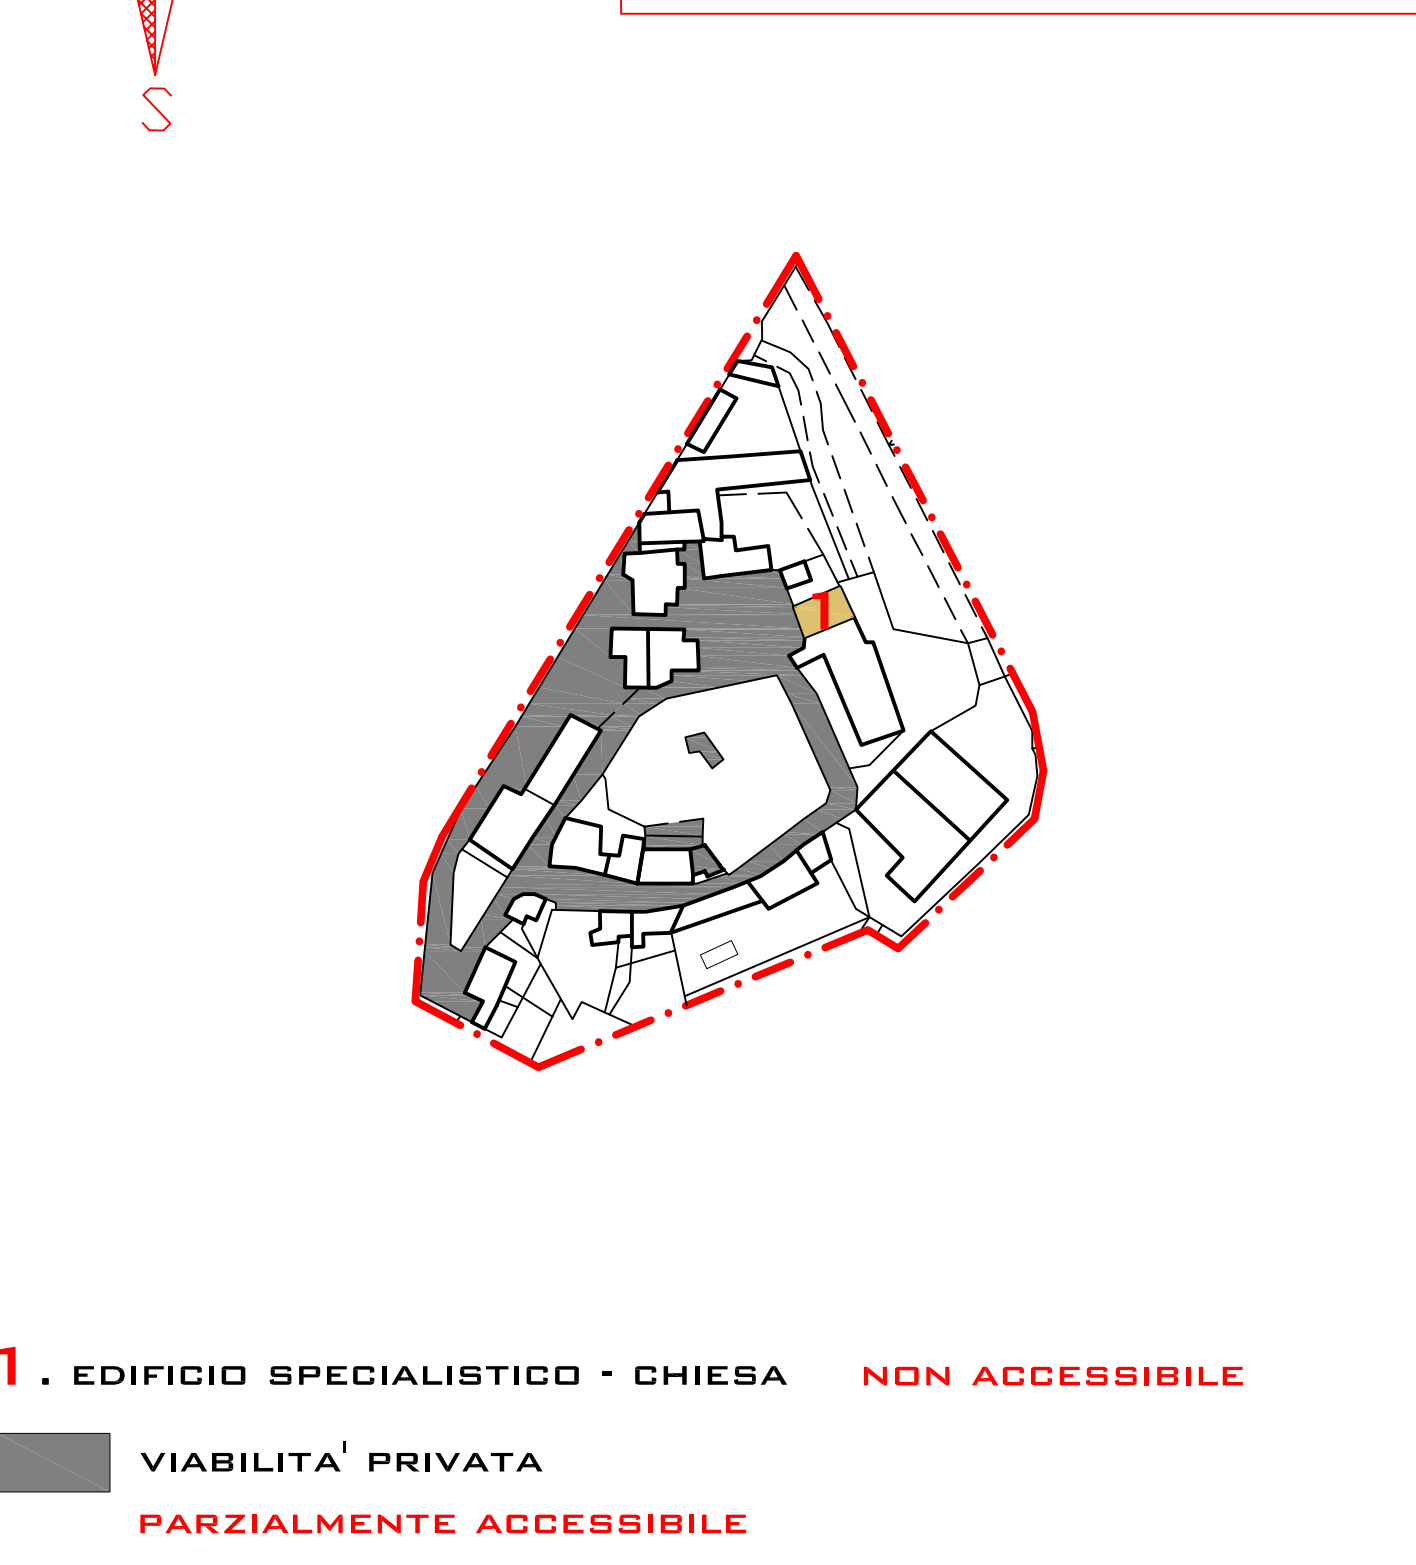 S
1
1. EDIFICIO SPECIALISTICO - CHIESA NON ACCESSIBILE
VIABILITA' PRIVATA
PARZIALMENTE ACCESSIBILE